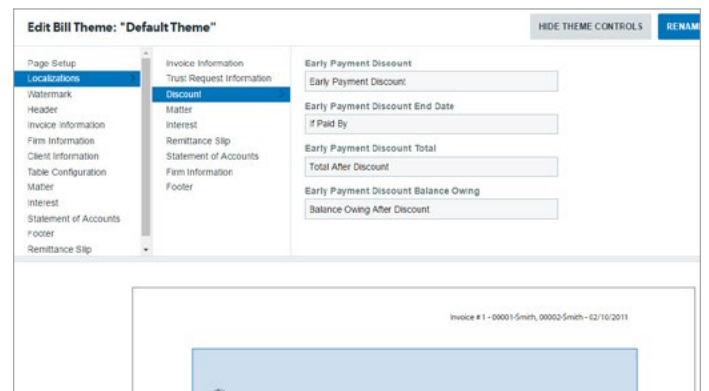 Edit Bill Theme: "Default Theme"
HIDE THEME CONTROLS
Page Setup
Localizations
Watermark
Header
Invoice Information
Firm Information
Client Information
Table Configuration
Matter
Interest
Statement of Accounts
Footer
Remittance Slip
Invoice Information
Trust Request Information
Discount
Matter
Interest
Remittance Slip
Statement of Accounts
Firm Information
Footer
Early Payment Discount
Early Payment Discount
Early Payment Discount End Date
If Paid By
Early Payment Discount Total
Total After Discount
Early Payment Discount Balance Owing
Balance Owing After Discount
Invoice # 1 - 00001-Smith, 00002-Smith - 02/10/2011